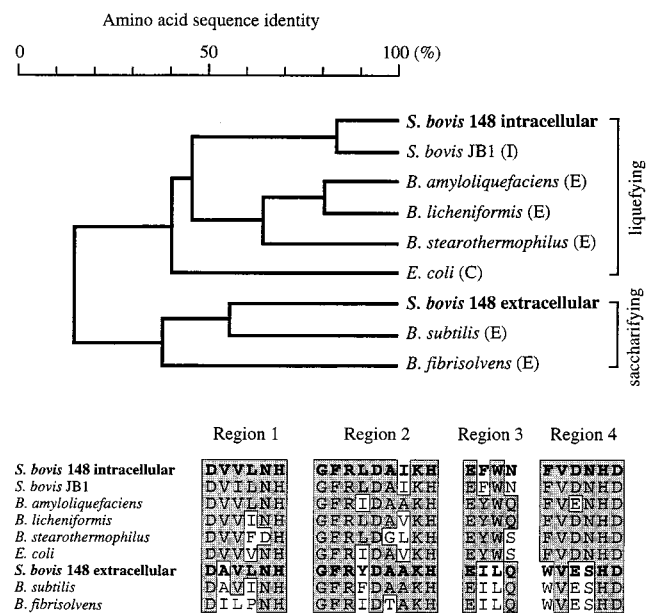 Amino acid sequence identity
0 50 100 (%)
S. bovis 148 intracellular
S. bovis JB1 (I)
B. amyloliquefaciens (E)
B. licheniformis (E)
B. stearothermophilus (E)
E. coli (C)
liquefying
S. bovis 148 extracellular
B. subtilis (E)
B. fibrisolvens (E)
saccharifying
Region 1 Region 2 Region 3 Region 4
S. bovis 148 intracellular DVVLNH GFRLDAIKH EFWN FVDNHD
S. bovis JB1 DVILNH GFRLDAIKH EFWN FVDNHD
B. amyloliquefaciens DVVLNH GFRIDAAKH EYWQ FVENHD
B. licheniformis DVVINH GFRLDAVKH EYWQ FVDNHD
B. stearothermophilus DVVFDH GFRLDGLKH EYWS FVDNHD
E. coli DVVVNH GFRIDAVKH EYWS FVDNHD
S. bovis 148 extracellular DAVLNH GFRYDAAKH EILQ WVESHD
B. subtilis DAVINH GFRFDAAKH EILQ WVESHD
B. fibrisolvens DILPNH GFRIDTAKH EILQ WVESHD